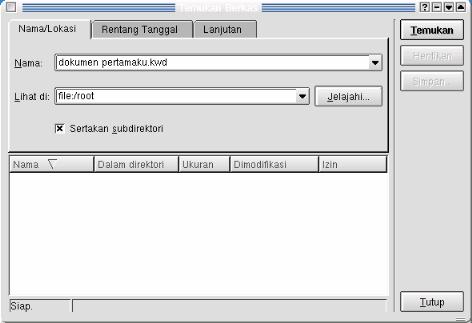 Temukan Berkas
Nama/Lokasi Rentang Tanggal Lanjutan
Temukan
Nama: dokumen pertamaku.kwd
Hentikan
Simpan...
Lihat di: file:/root Jelajahi...
Sertakan subdirektori
Nama Dalam direktori Ukuran Dimodifikasi Izin
Siap.
Tutup